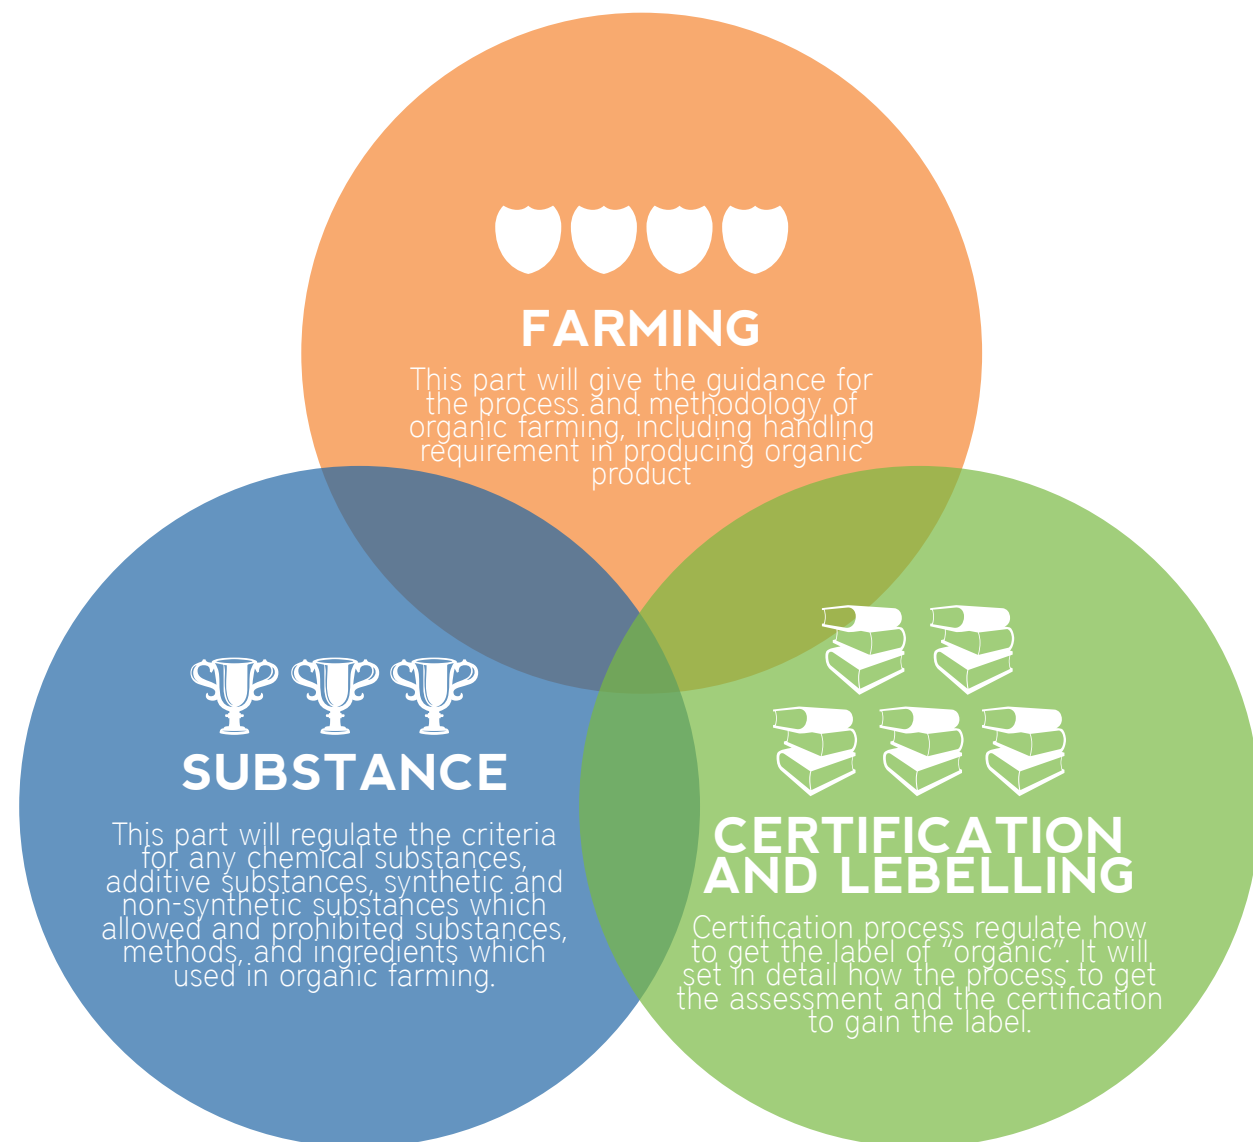 FARMING
This part will give the guidance for
the process and methodology of
organic farming, including handling
requirement in producing organic
product
SUBSTANCE
This part will regulate the criteria
for any chemical substances,
additive substances, synthetic and
non-synthetic substances which
allowed and prohibited substances,
methods, and ingredients which
used in organic farming.
CERTIFICATION
AND LEBELLING
Certification process regulate how
to get the label of “organic”. It will
set in detail how the process to get
the assessment and the certification
to gain the label.